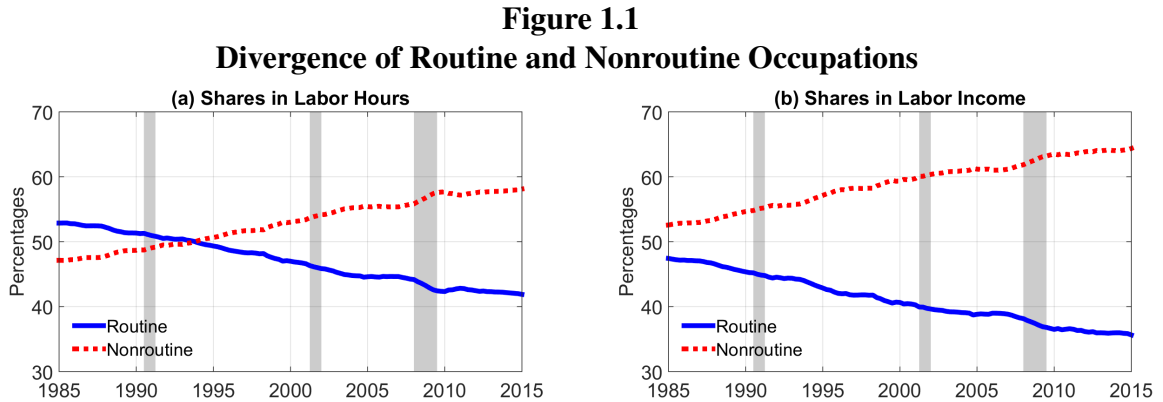 Figure 1.1
Divergence of Routine and Nonroutine Occupations
(a) Shares in Labor Hours
70
60
50
40
30
Percentages
Routine
Nonroutine
1985 1990 1995 2000 2005 2010 2015
(b) Shares in Labor Income
70
60
50
40
30
Percentages
Routine
Nonroutine
1985 1990 1995 2000 2005 2010 2015